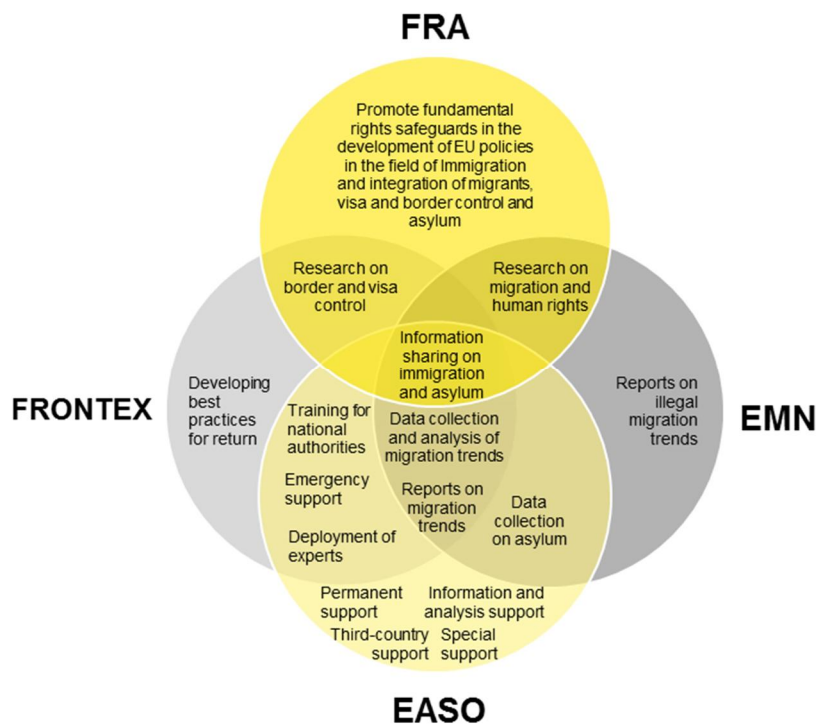 FRA
Promote fundamental
rights safeguards in the
development of EU policies
in the field of Immigration
and integration of migrants,
visa and border control and
asylum
Research on
border and visa
control
Research on
migration and
human rights
Information
sharing on
immigration
and asylum
FRONTEX
Developing
best
practices
for return
Training for
national
authorities
Emergency
support
Deployment of
experts
Data collection
and analysis of
migration trends
Reports on
migration
trends
Data
collection
on asylum
Reports on
illegal
migration
trends
EMN
Permanent
support
Information and
analysis support
Third-country
support
Special
support
EASO